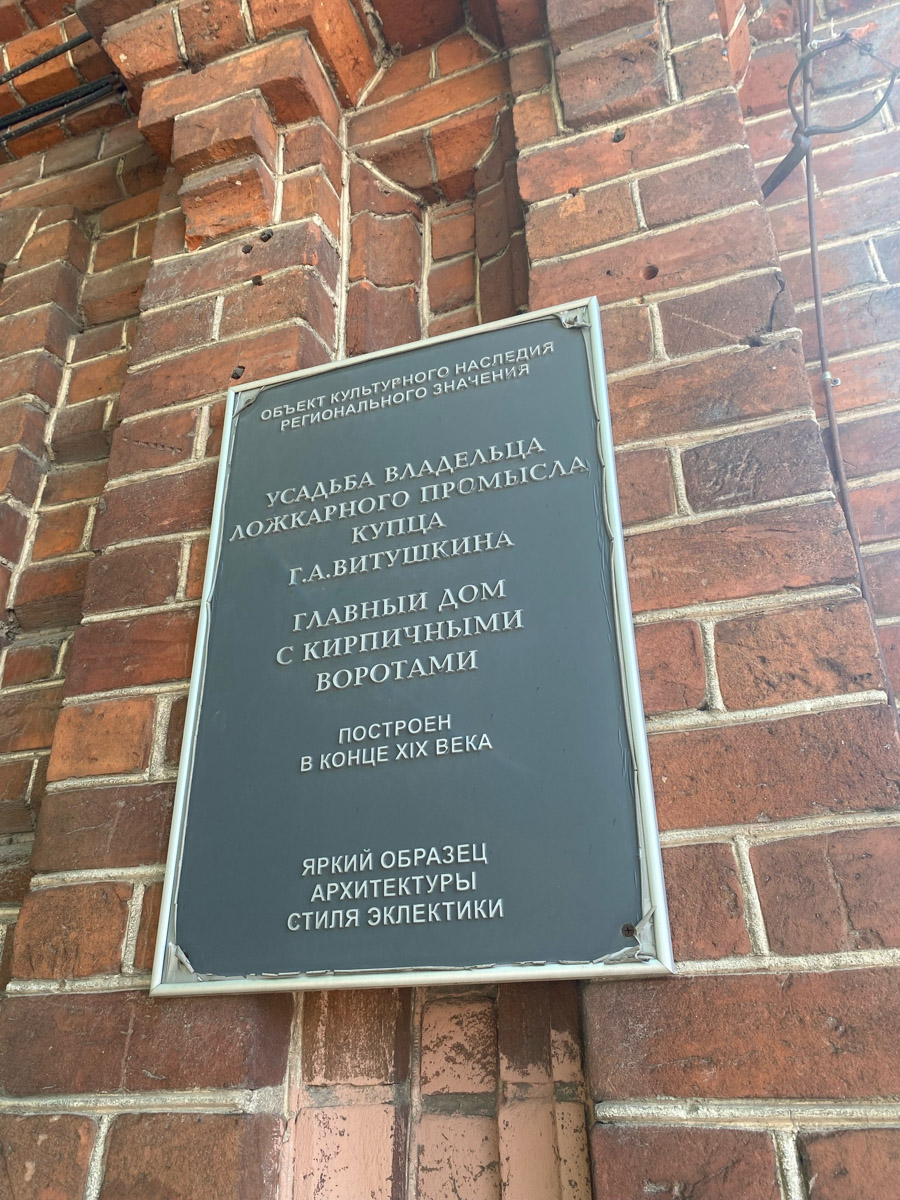 ОБЪЕКТ КУЛЬТУРНОГО НАСЛЕДИЯ
РЕГИОНАЛЬНОГО ЗНАЧЕНИЯ
УСАДЬБА ВЛАДЕЛЬЦА
ЛОЖКАРНОГО ПРОМЫСЛА
КУПЦА
Г.А.ВИТУШКИНА
ГЛАВНЫЙ ДОМ
С КИРПИЧНЫМИ
ВОРОТАМИ
ПОСТРОЕН
В КОНЦЕ XIX ВЕКА
ЯРКИЙ ОБРАЗЕЦ
АРХИТЕКТУРЫ
СТИЛЯ ЭКЛЕКТИКИ